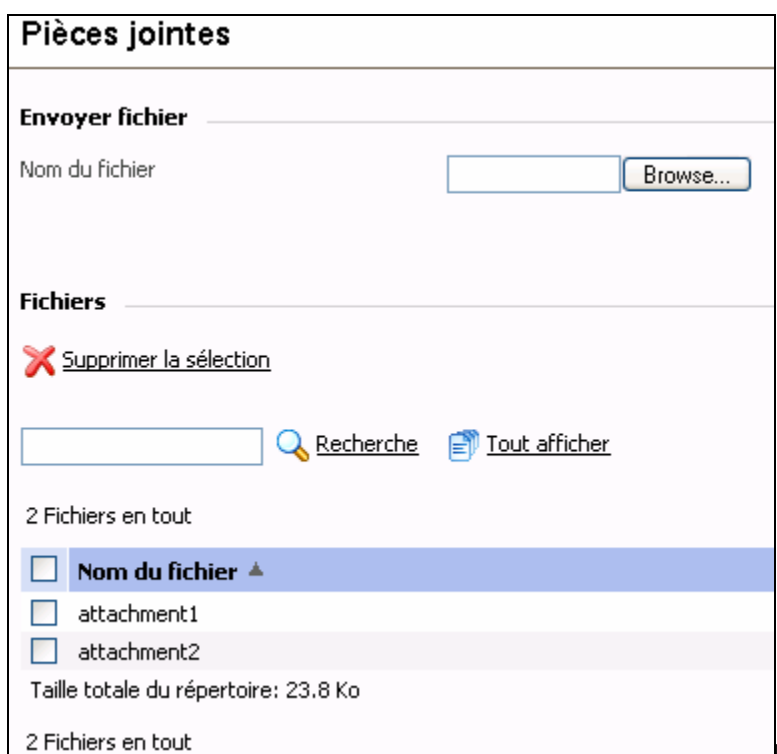 Pièces jointes
Envoyer fichier
Nom du fichier Browse...
Fichiers
Supprimer la sélection
Recherche Tout afficher
2 Fichiers en tout
Nom du fichier
attachment1
attachment2
Taille totale du répertoire: 23.8 Ko
2 Fichiers en tout